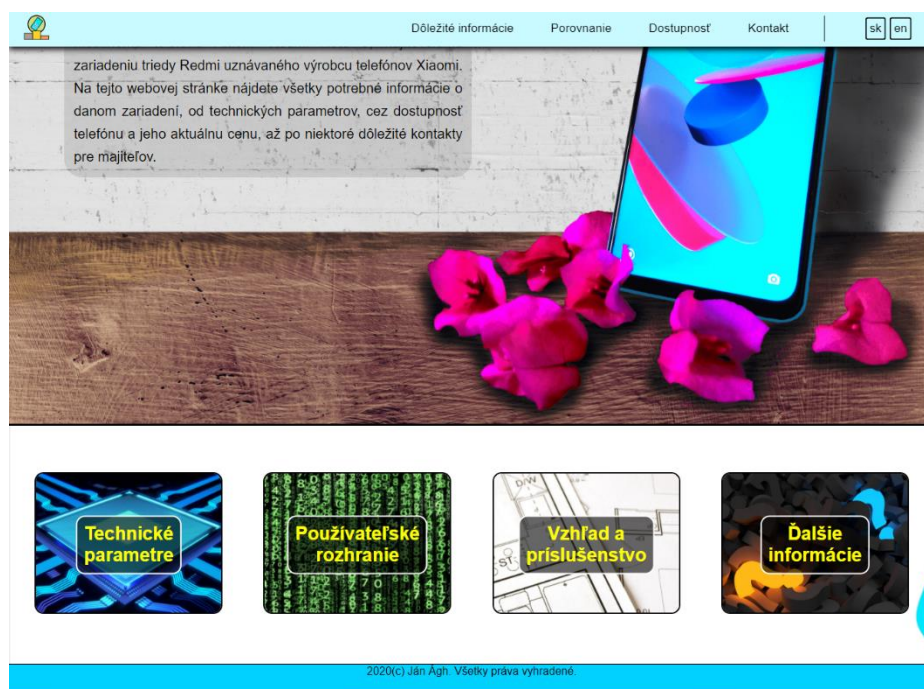 Dôležité informácie
Porovnanie
Dostupnosť
Kontakt
sk
en
zariadeniu triedy Redmi uznávaného výrobcu telefónov Xiaomi.
Na tejto webovej stránke nájdete všetky potrebné informácie o
danom zariadení, od technických parametrov, cez dostupnosť
telefónu a jeho aktuálnu cenu, až po niektoré dôležité kontakty
pre majiteľov.
Technické
parametre
Používateľské
rozhranie
D/W
ST:
Vzhľad a
príslušenstvo
Ďalšie
informácie
2020(c) Ján Ágh. Všetky práva vyhradené.